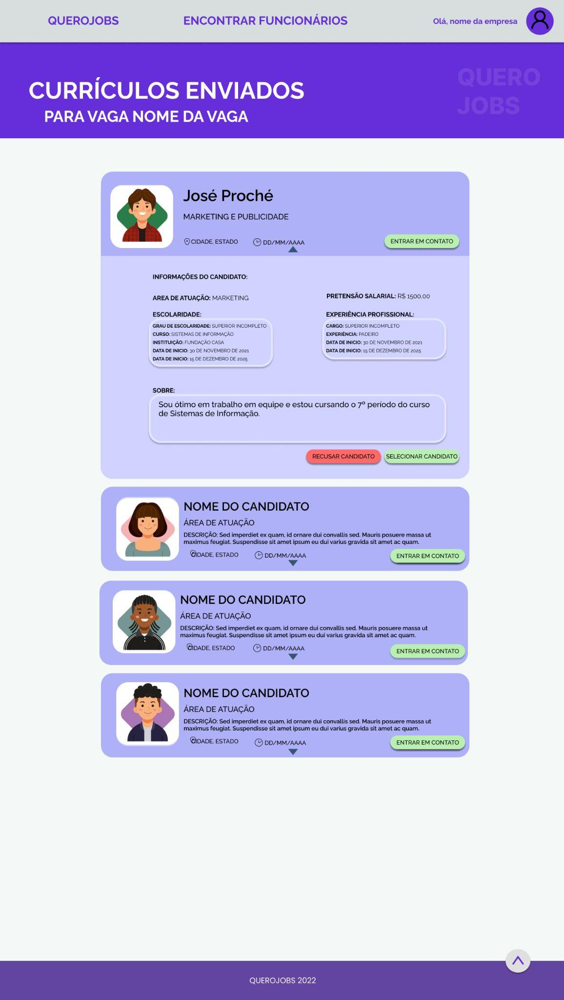 QUEROJOBS
ENCONTRAR FUNCIONÁRIOS
Olá, nome da empresa
CURRÍCULOS ENVIADOS
PARA VAGA NOME DA VAGA
QUERO
JOBS
José Proché
MARKETING E PUBLICIDADE
CIDADE, ESTADO
DD/MM/AAAA
ENTRAR EM CONTATO
INFORMAÇÕES DO CANDIDATO:
AREA DE ATUAÇÃO: MARKETING
PRETENSÃO SALARIAL: R$ 1500,00
ESCOLARIDADE:
GRAU DE ESCOLARIDADE: SUPERIOR INCOMPLETO
CURSO: SISTEMAS DE INFORMAÇÃO
INSTITUIÇÃO: FUNDAÇÃO CASA
DATA DE INICIO: 30 DE NOVEMBRO DE 2021
DATA DE INICIO: 15 DE DEZEMBRO DE 2025
EXPERIÊNCIA PROFISSIONAL:
CARGO: SUPERIOR INCOMPLETO
EXPERIÊNCIA: PADEIRO
DATA DE INICIO: 30 DE NOVEMBRO DE 2021
DATA DE INICIO: 15 DE DEZEMBRO DE 2025
SOBRE:
Sou ótimo em trabalho em equipe e estou cursando o 7º período do curso
de Sistemas de Informação.
RECUSAR CANDIDATO
SELECIONAR CANDIDATO
NOME DO CANDIDATO
ÁREA DE ATUAÇÃO
DESCRIÇÃO: Sed imperdiet ex quam, id ornare dui convallis sed. Mauris posuere massa ut
maximus feugiat. Suspendisse sit amet ipsum eu dui varius gravida sit amet ac quam.
CIDADE, ESTADO
DD/MM/AAAA
ENTRAR EM CONTATO
NOME DO CANDIDATO
ÁREA DE ATUAÇÃO
DESCRIÇÃO: Sed imperdiet ex quam, id ornare dui convallis sed. Mauris posuere massa ut
maximus feugiat. Suspendisse sit amet ipsum eu dui varius gravida sit amet ac quam.
CIDADE, ESTADO
DD/MM/AAAA
ENTRAR EM CONTATO
NOME DO CANDIDATO
ÁREA DE ATUAÇÃO
DESCRIÇÃO: Sed imperdiet ex quam, id ornare dui convallis sed. Mauris posuere massa ut
maximus feugiat. Suspendisse sit amet ipsum eu dui varius gravida sit amet ac quam.
CIDADE, ESTADO
DD/MM/AAAA
ENTRAR EM CONTATO
QUEROJOBS 2022